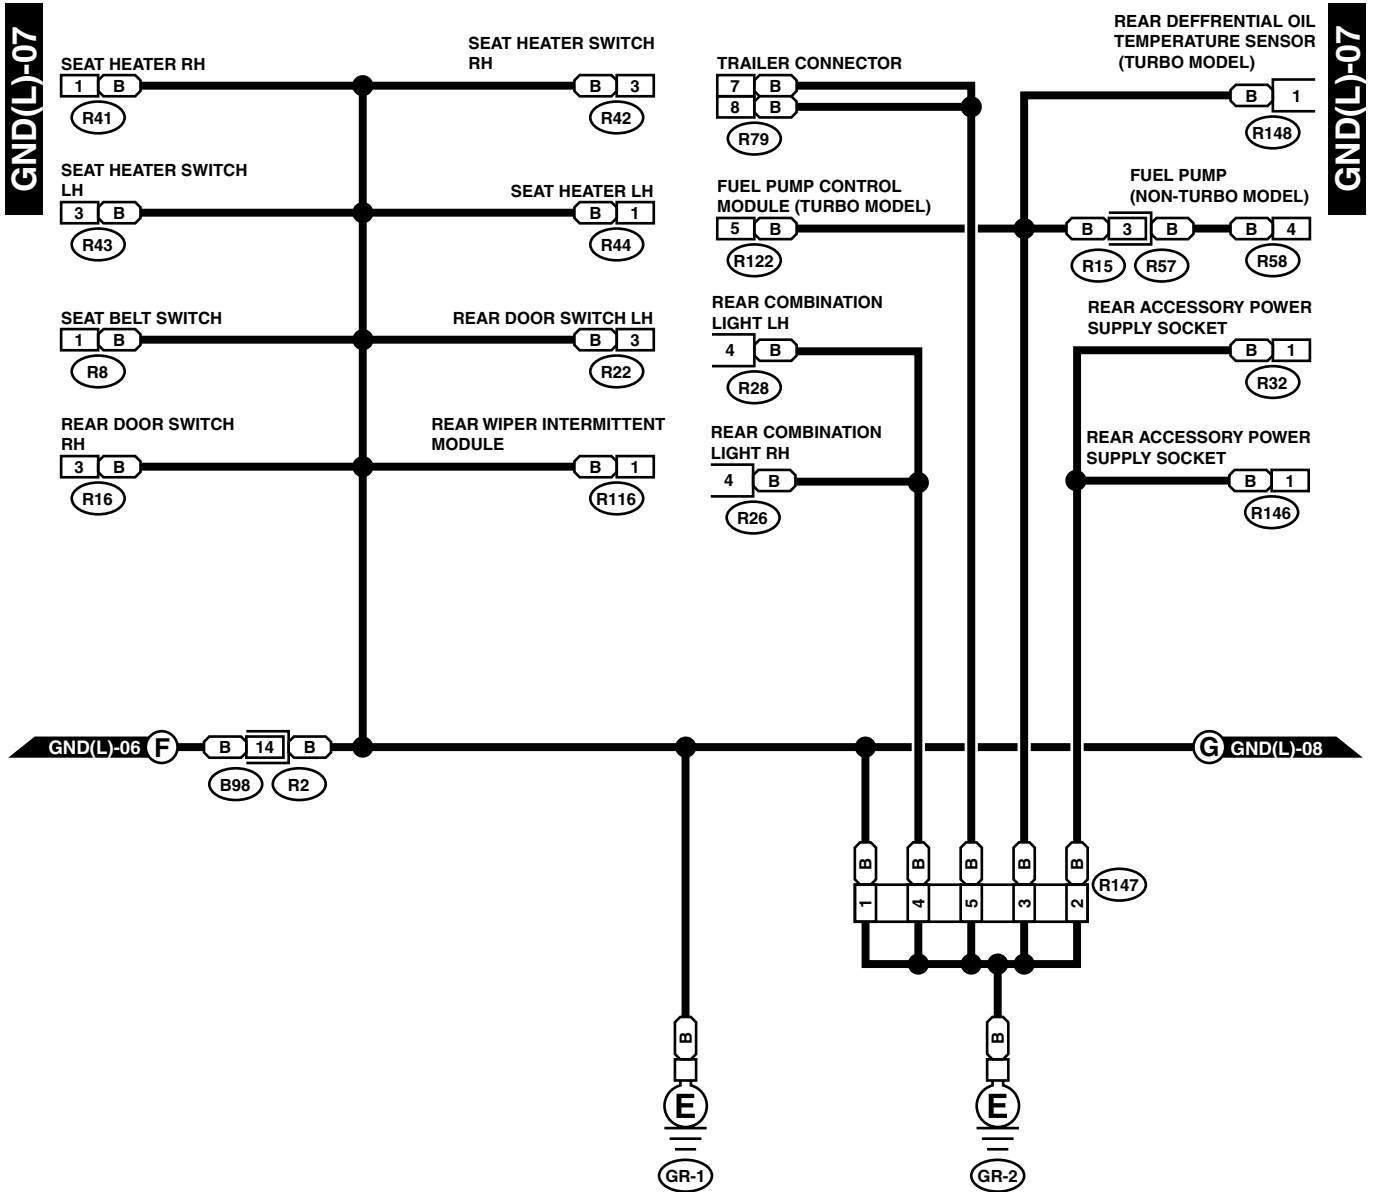 GND(L)-07
GND(L)-07
SEAT HEATER RH
1 B
R41
SEAT HEATER SWITCH
RH
B 3
R42
SEAT HEATER SWITCH
LH
3 B
R43
SEAT HEATER LH
B 1
R44
SEAT BELT SWITCH
1 B
R8
REAR DOOR SWITCH LH
B 3
R22
REAR DOOR SWITCH
RH
3 B
R16
REAR WIPER INTERMITTENT
MODULE
B 1
R116
TRAILER CONNECTOR
7 B
8 B
R79
FUEL PUMP CONTROL
MODULE (TURBO MODEL)
5 B
R122
REAR COMBINATION
LIGHT LH
4 B
R28
REAR COMBINATION
LIGHT RH
4 B
R26
REAR DEFFRENTIAL OIL
TEMPERATURE SENSOR
(TURBO MODEL)
B 1
R148
FUEL PUMP
(NON-TURBO MODEL)
B 3 B B 4
R15 R57 R58
REAR ACCESSORY POWER
SUPPLY SOCKET
B 1
R32
REAR ACCESSORY POWER
SUPPLY SOCKET
B 1
R146
GND(L)-06 F B 14 B
B98 R2
G GND(L)-08
B B B B B
1 4 5 3 2
R147
B B
E E
GR-1 GR-2